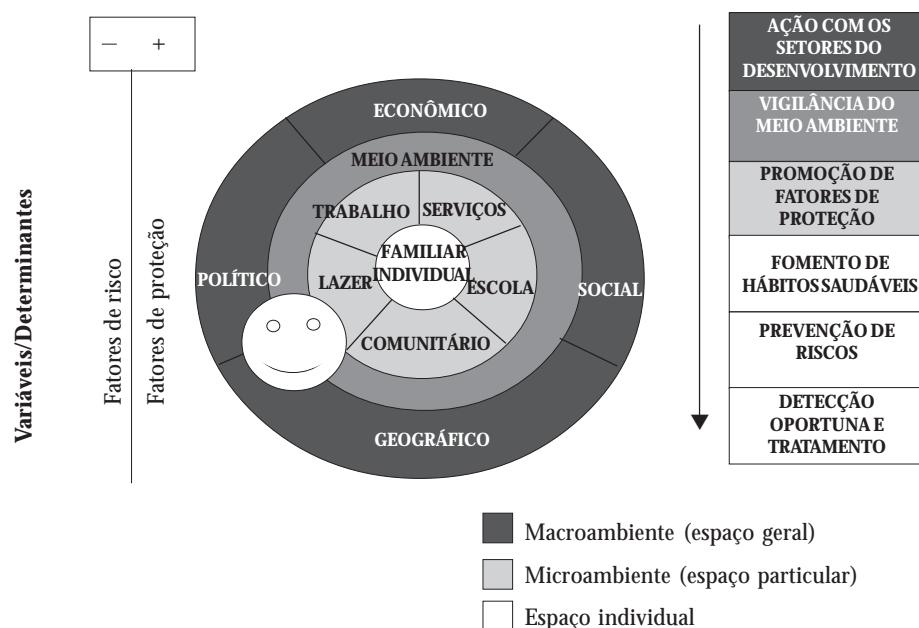 — +
Variáveis/Determinantes
Fatores de risco
Fatores de proteção
ECONÔMICO
MEIO AMBIENTE
TRABALHO
SERVIÇOS
FAMILIAR
INDIVIDUAL
POLÍTICO
LAZER
ESCOLA
SOCIAL
COMUNITÁRIO
GEOGRÁFICO
AÇÃO COM OS
SETORES DO
DESENVOLVIMENTO
VIGILÂNCIA DO
MEIO AMBIENTE
PROMOÇÃO DE
FATORES DE
PROTEÇÃO
FOMENTO DE
HÁBITOS SAUDÁVEIS
PREVENÇÃO DE
RISCOS
DETECÇÃO
OPORTUNA E
TRATAMENTO
Macroambiente (espaço geral)
Microambiente (espaço particular)
Espaço individual